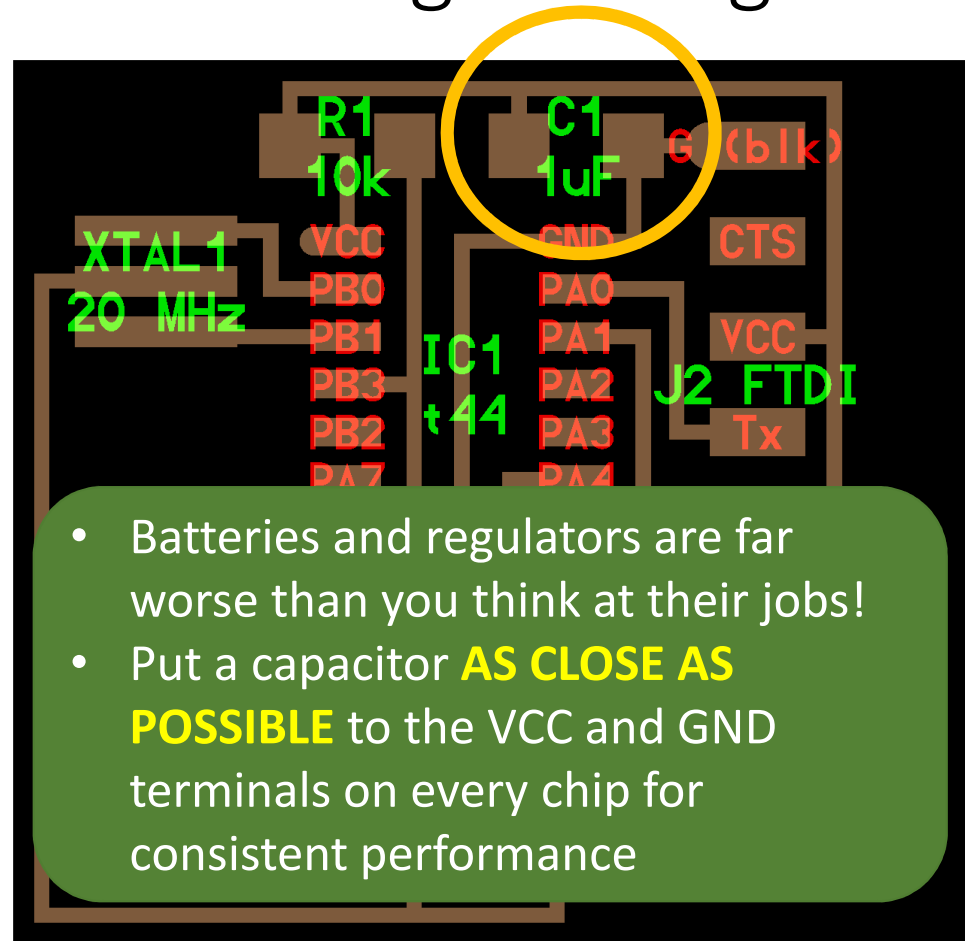 R1 C1
10k 1uF
G (blk)
VCC GND CTS
XTAL1
20 MHz
PB0 PA0
PB1 PA1 VCC
IC1
t44
PB3 PA2
J2 FTDI
PB2 PA3 Tx
PA7 PA4
• Batteries and regulators are far
worse than you think at their jobs!
• Put a capacitor AS CLOSE AS
POSSIBLE to the VCC and GND
terminals on every chip for
consistent performance